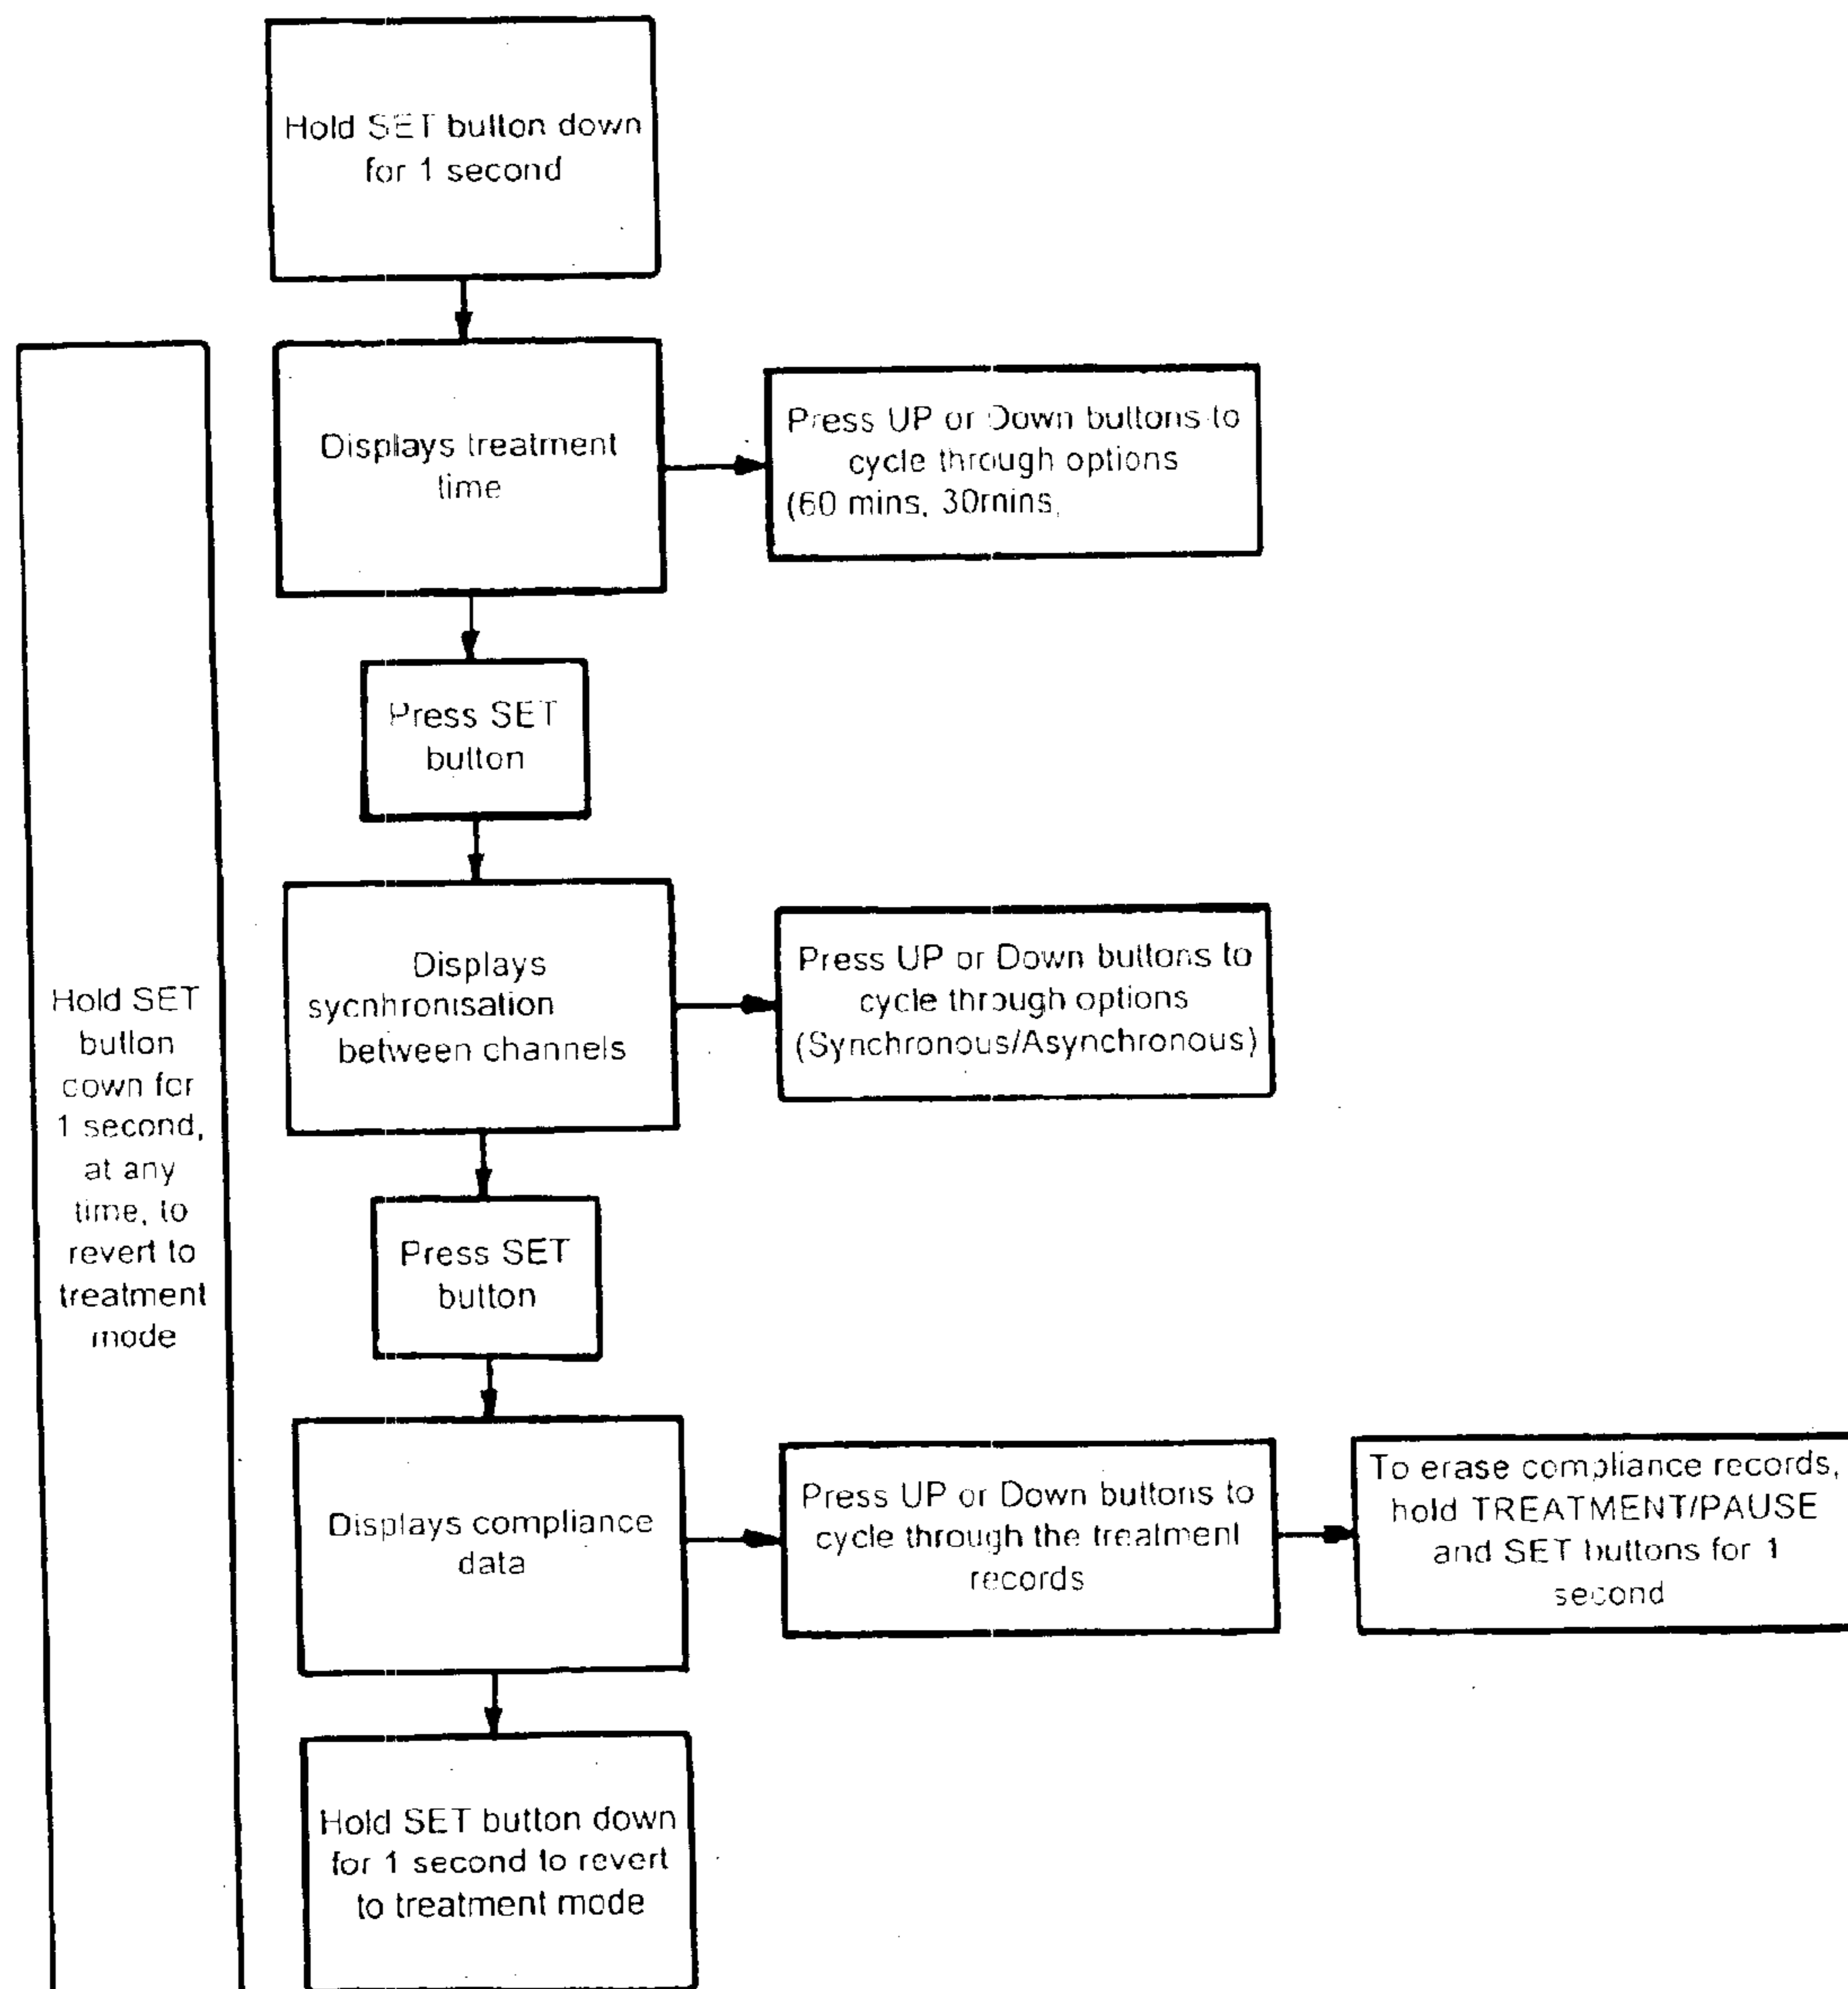 Hold SET button down
for 1 second
Displays treatment
time
Press UP or Down buttons to
cycle through options
(60 mins, 30mins,
Press SET
button
Displays
sycnhronisation
between channels
Press UP or Down buttons to
cycle through options
(Synchronous/Asynchronous)
Press SET
button
Hold SET
button
down for
1 second,
at any
time, to
revert to
treatment
mode
Displays compliance
data
Press UP or Down buttons to
cycle through the treatment
records
To erase compliance records,
hold TREATMENT/PAUSE
and SET buttons for 1
second
Hold SET button down
for 1 second to revert
to treatment mode